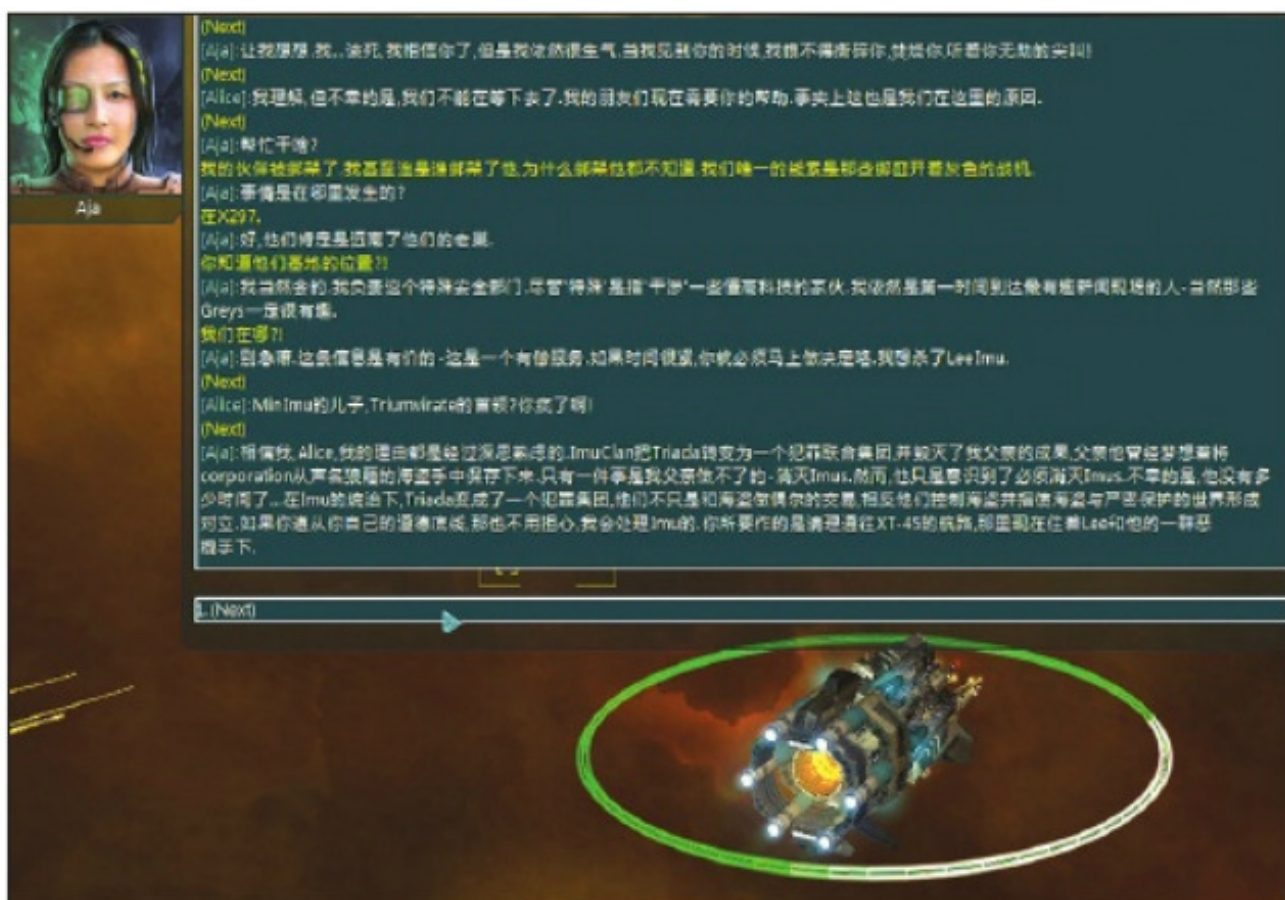 (Next)
[Aja]:让我想想.我...该死,我相信你了,但是我依然很生气.当我见到你的时候,我恨不得撕碎你,焚烧你,听着你无助的尖叫!
(Next)
[Alice]:我理解,但不幸的是,我们不能在等下去了.我的朋友们现在需要你的帮助.事实上这也是我们在这里的原因.
(Next)
[Aja]:帮忙干啥?
我的伙伴被绑架了.我甚至连是谁绑架了他,为什么绑架他都不知道.我们唯一的线索是那些绑匪开着灰色的战机.
[Aja]:事情是在哪里发生的?
在X297.
[Aja]:好,他们肯定是远离了他们的老巢.
你知道他们基地的位置?!
[Aja]:我当然会的.我负责这个特殊安全部门.尽管"特殊"是指"干涉"一些懂高科技的家伙.我依然是第一时间到达最有趣新闻现场的人-当然那些
Greys一定很有趣.
我们在哪?!
[Aja]:别急嘛.这条信息是有价的-这是一个有偿服务.如果时间很紧,你就必须马上做决定咯.我想杀了Lee Imu.
(Next)
[Alice]:Min Imu的儿子,Triumvirate的首领?你疯了啊!
(Next)
[Aja]:相信我,Alice,我的理由都是经过深思熟虑的.Imu Clan把Triada转变为一个犯罪联合集团,并毁灭了我父亲的成果,父亲他曾经梦想着将
corporation从声名狼藉的海盗手中保存下来.只有一件事是我父亲做不了的-消灭Imus.然而,他只是意识到了必须消灭Imus.不幸的是,他没有多
少时间了...在Imu的统治下,Triada变成了一个犯罪集团,他们不只是和海盗做偶尔的交易,相反他们控制海盗并指使海盗与严密保护的世界形成
对立.如果你遵从你自己的道德底线,那也不用担心,我会处理Imu的.你所要作的是清理通往XT-45的航路,那里现在住着Lee和他的一群恶
棍手下.
Aja
1. (Next)